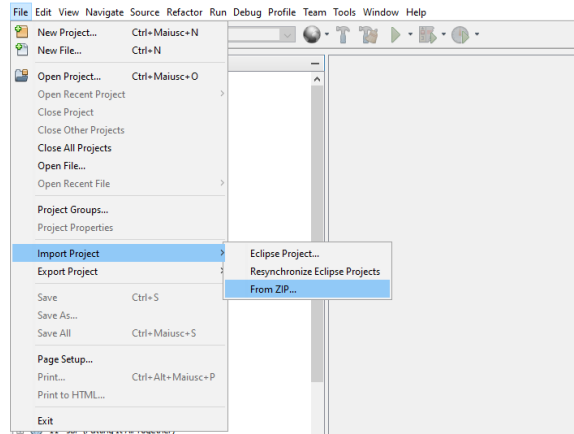 File Edit View Navigate Source Refactor Run Debug Profile Team Tools Window Help
New Project... Ctrl+Maiusc+N
New File... Ctrl+N
Open Project... Ctrl+Maiusc+O
Open Recent Project
Close Project
Close Other Projects
Close All Projects
Open File...
Open Recent File
Project Groups...
Project Properties
Import Project
Eclipse Project...
Export Project
Resynchronize Eclipse Projects
From ZIP...
Save Ctrl+S
Save As...
Save All Ctrl+Maiusc+S
Page Setup...
Print... Ctrl+Alt+Maiusc+P
Print to HTML...
Exit